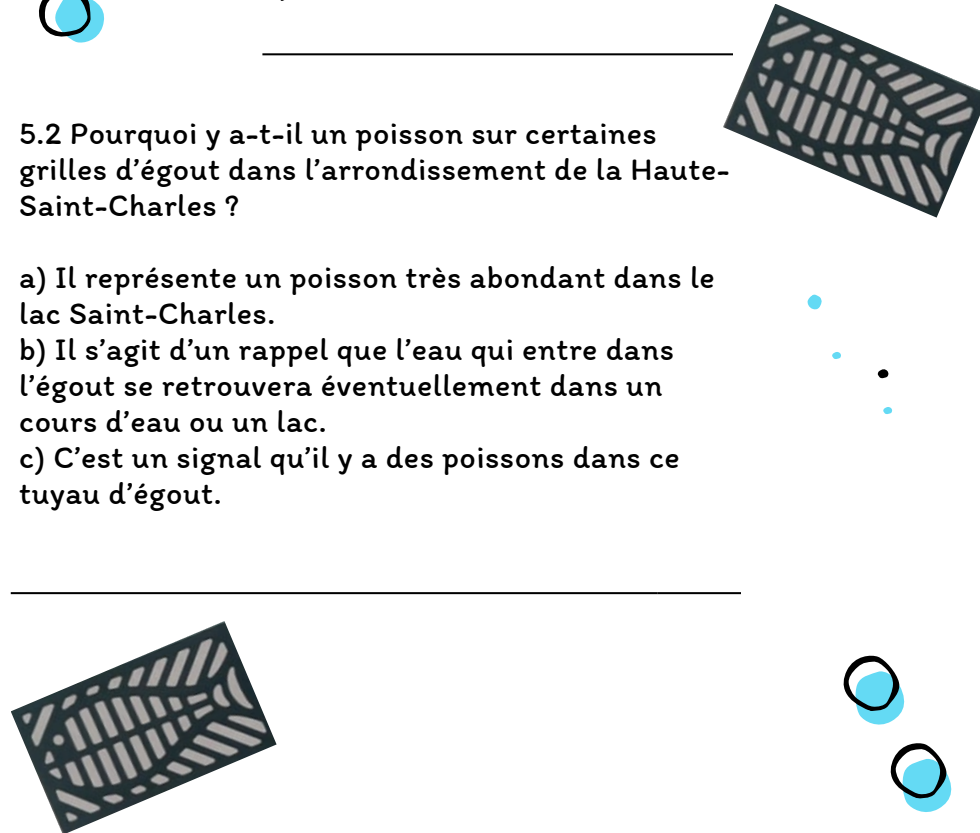 5.2 Pourquoi y a-t-il un poisson sur certaines
grilles d’égout dans l’arrondissement de la Haute-
Saint-Charles ?
a) Il représente un poisson très abondant dans le
lac Saint-Charles.
b) Il s’agit d’un rappel que l’eau qui entre dans
l’égout se retrouvera éventuellement dans un
cours d’eau ou un lac.
c) C’est un signal qu’il y a des poissons dans ce
tuyau d’égout.